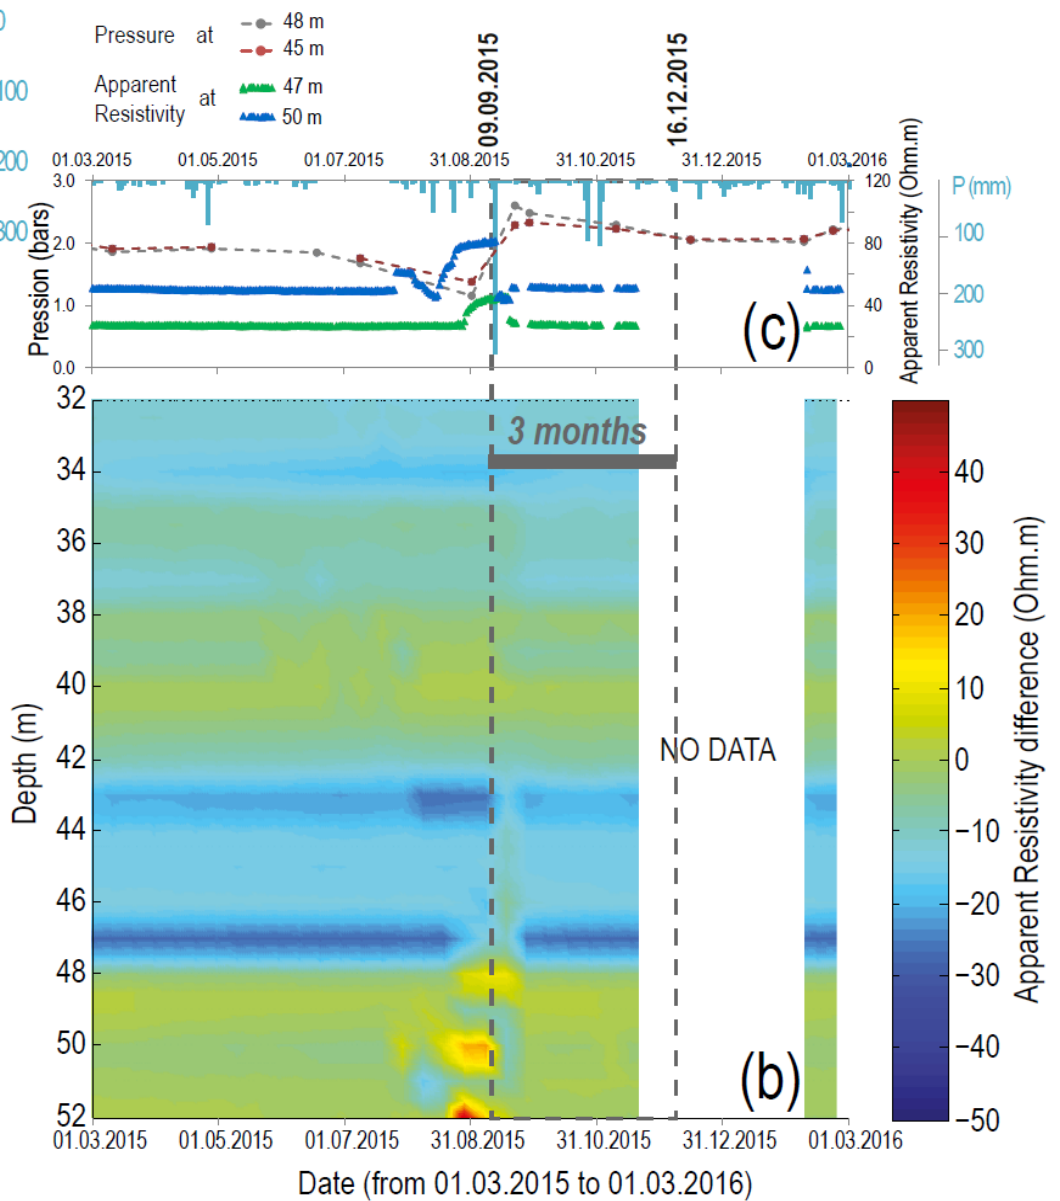 0
100
200
300
Pressure at
48 m
45 m
Apparent
Resistivity at
47 m
50 m
09.09.2015
16.12.2015
01.03.2015 01.05.2015 01.07.2015 31.08.2015 31.10.2015 31.12.2015 01.03.2016
Pression (bars)
3.0
2.0
1.0
0.0
120
80
40
0
Apparent Resistivity (Ohm.m)
P (mm)
100
200
300
(c)
3 months
Depth (m)
32
34
36
38
40
42
44
46
48
50
52
NO DATA
(b)
40
30
20
10
0
−10
−20
−30
−40
−50
Apparent Resistivity difference (Ohm.m)
01.03.2015 01.05.2015 01.07.2015 31.08.2015 31.10.2015 31.12.2015 01.03.2016
Date (from 01.03.2015 to 01.03.2016)